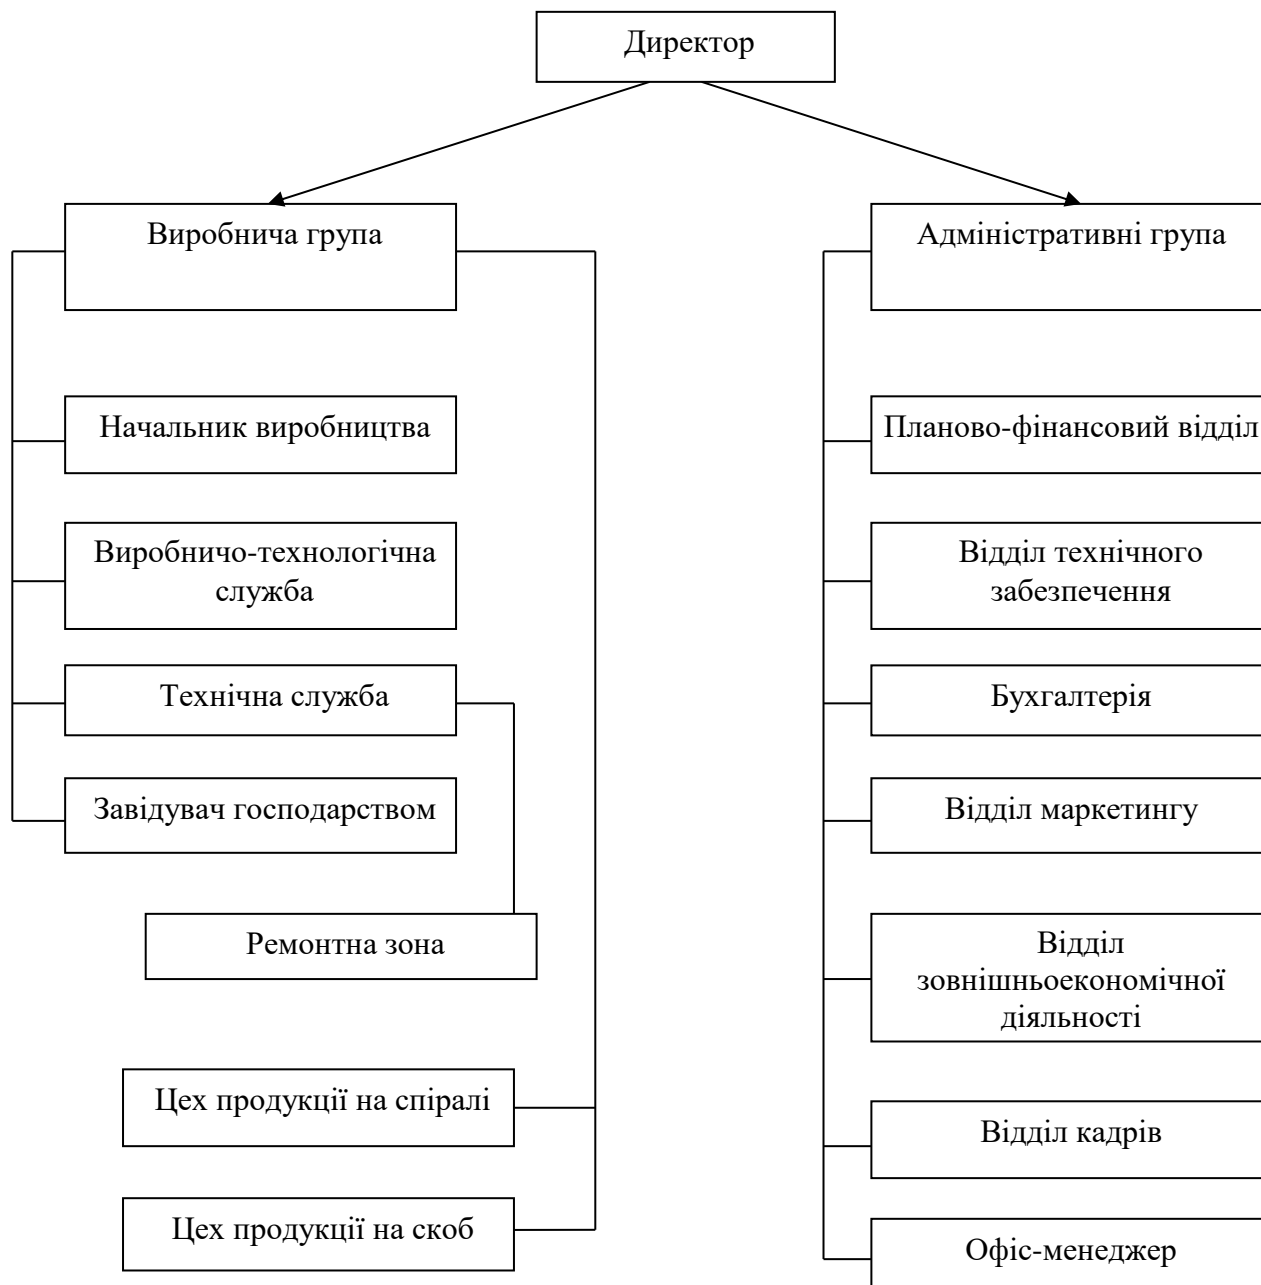 Директор
Виробнича група
Адміністративні група
Начальник виробництва
Планово-фінансовий відділ
Виробничо-технологічна
служба
Відділ технічного
забезпечення
Технічна служба
Бухгалтерія
Завідувач господарством
Відділ маркетингу
Ремонтна зона
Відділ
зовнішньоекономічної
діяльності
Цех продукції на спіралі
Відділ кадрів
Цех продукції на скоб
Офіс-менеджер